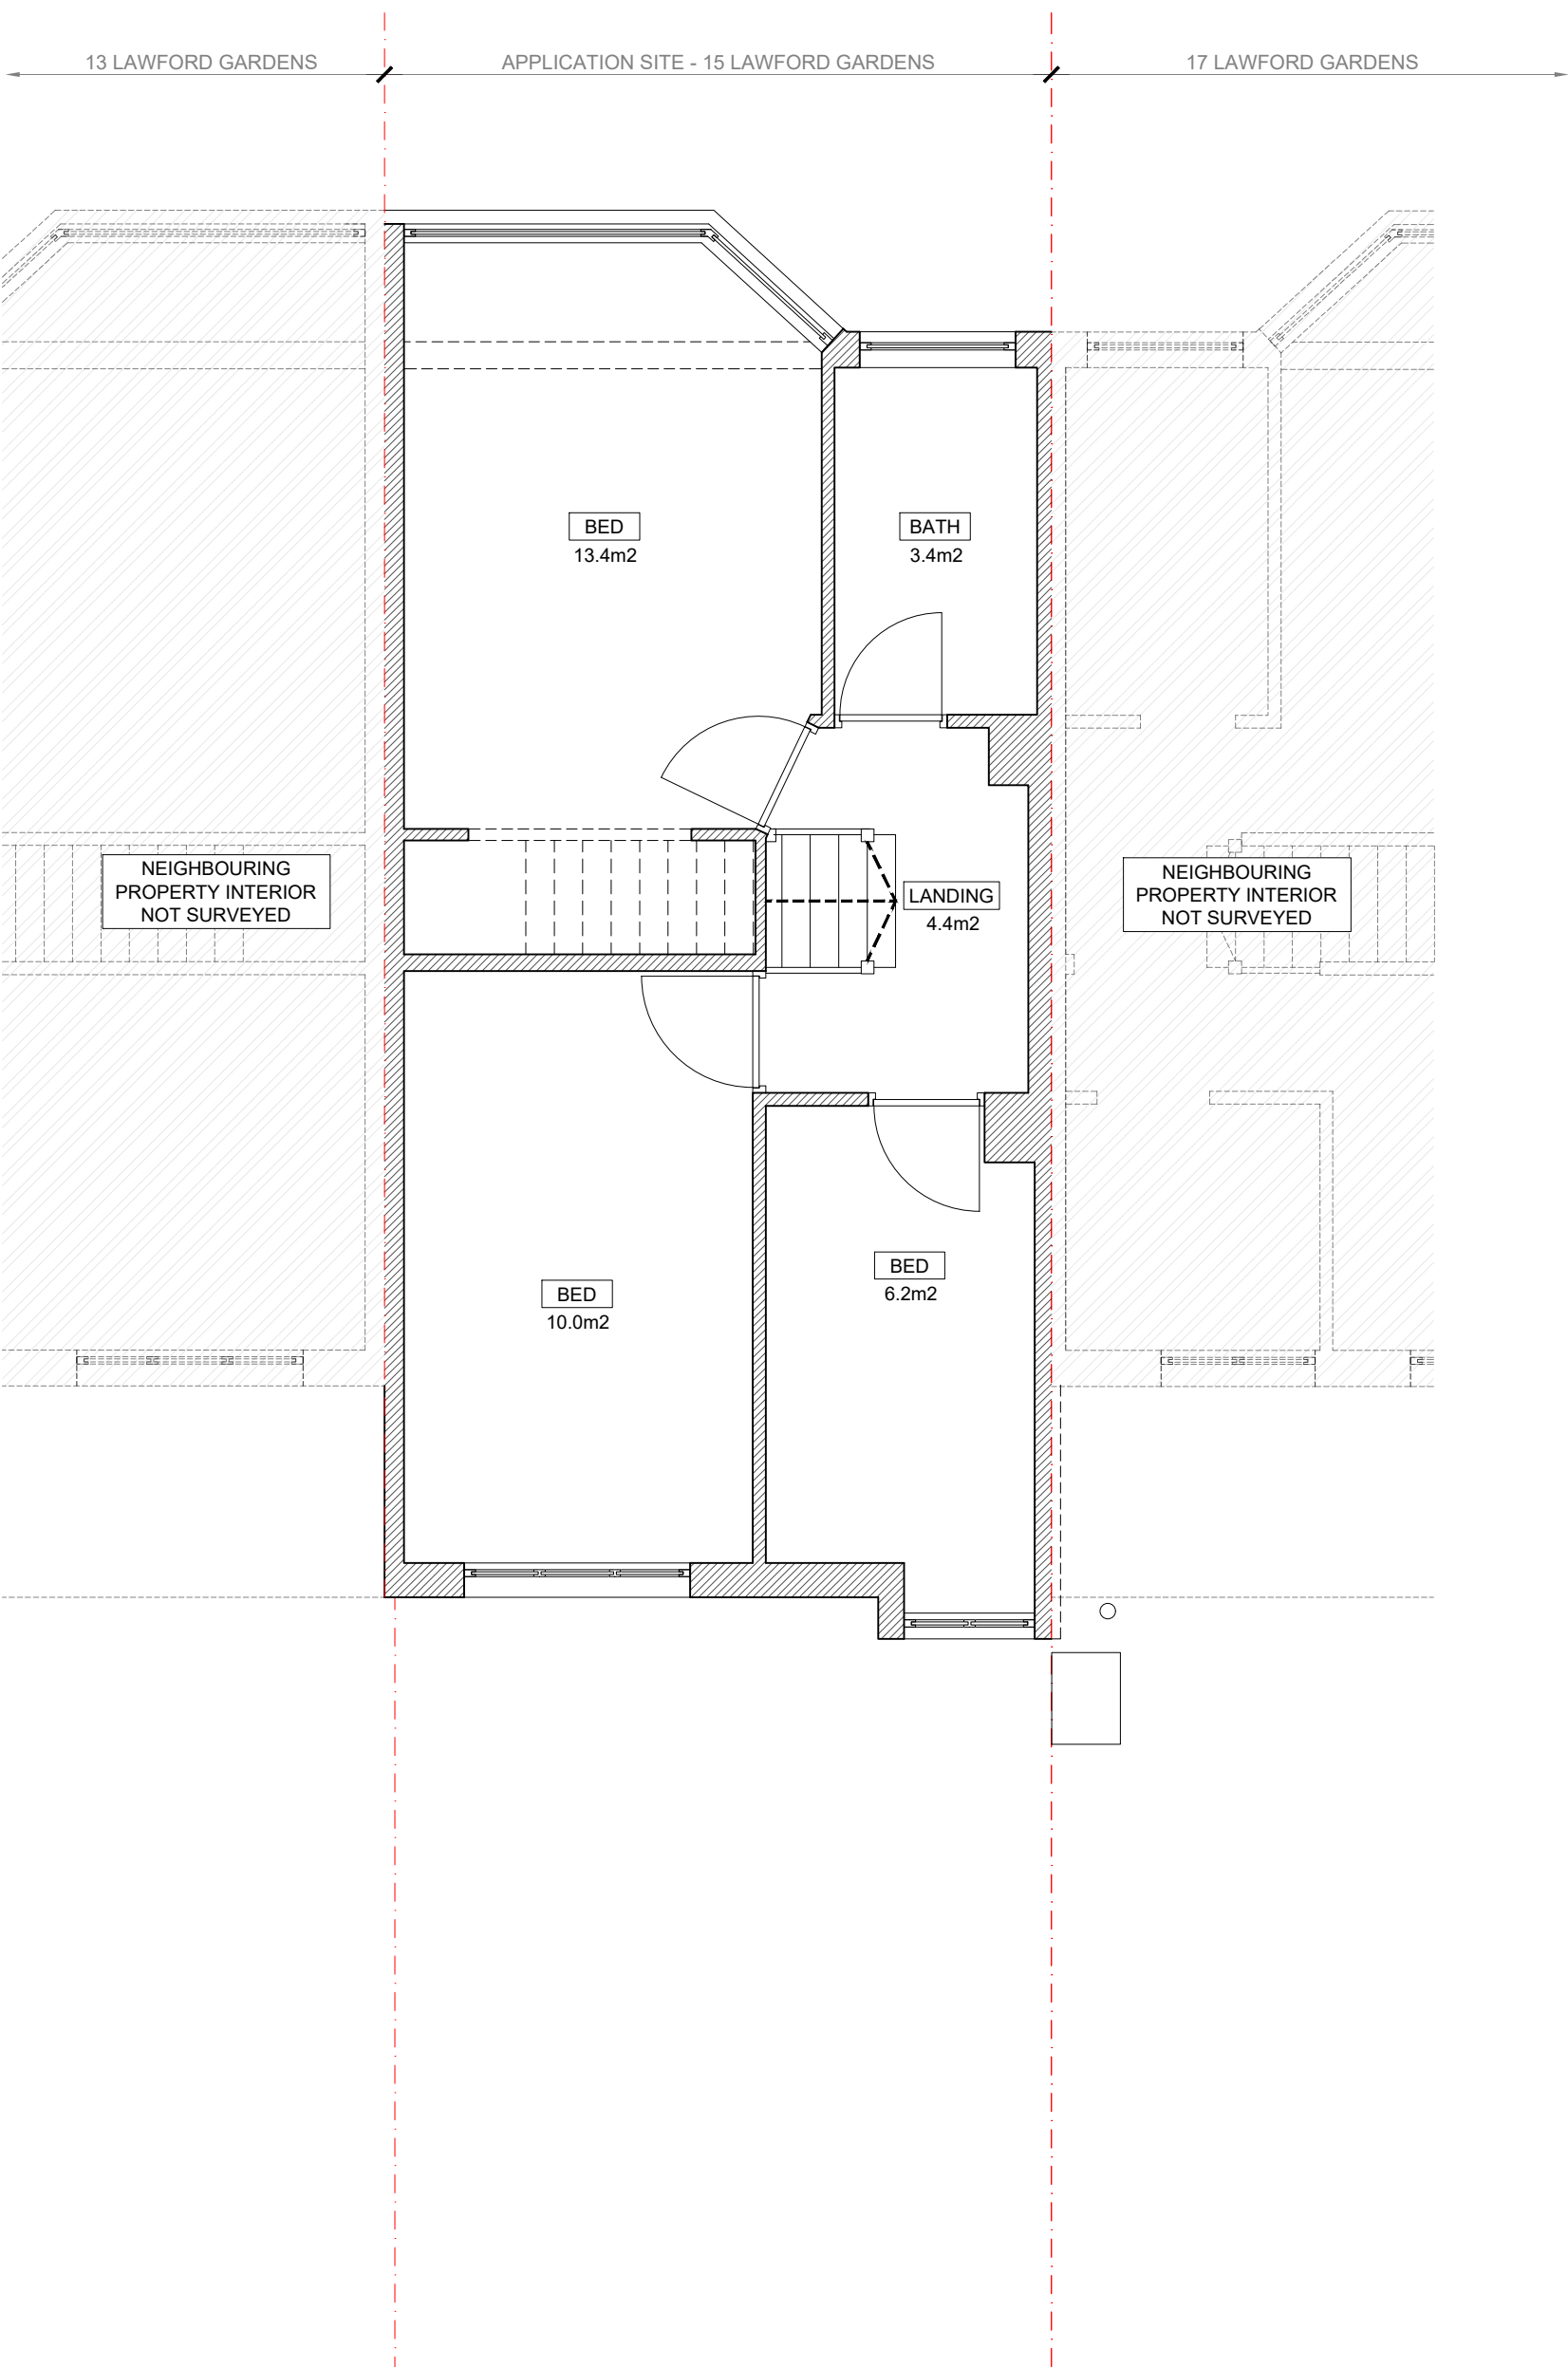 13 LAWFORD GARDENS
APPLICATION SITE - 15 LAWFORD GARDENS
17 LAWFORD GARDENS
BED
13.4m2
BATH
3.4m2
NEIGHBOURING
PROPERTY INTERIOR
NOT SURVEYED
LANDING
4.4m2
NEIGHBOURING
PROPERTY INTERIOR
NOT SURVEYED
BED
10.0m2
BED
6.2m2